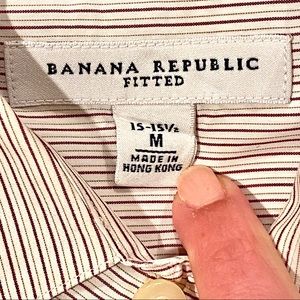 BANANA REPUBLIC
FITTED
15-15½
M
MADE IN
HONG KONG